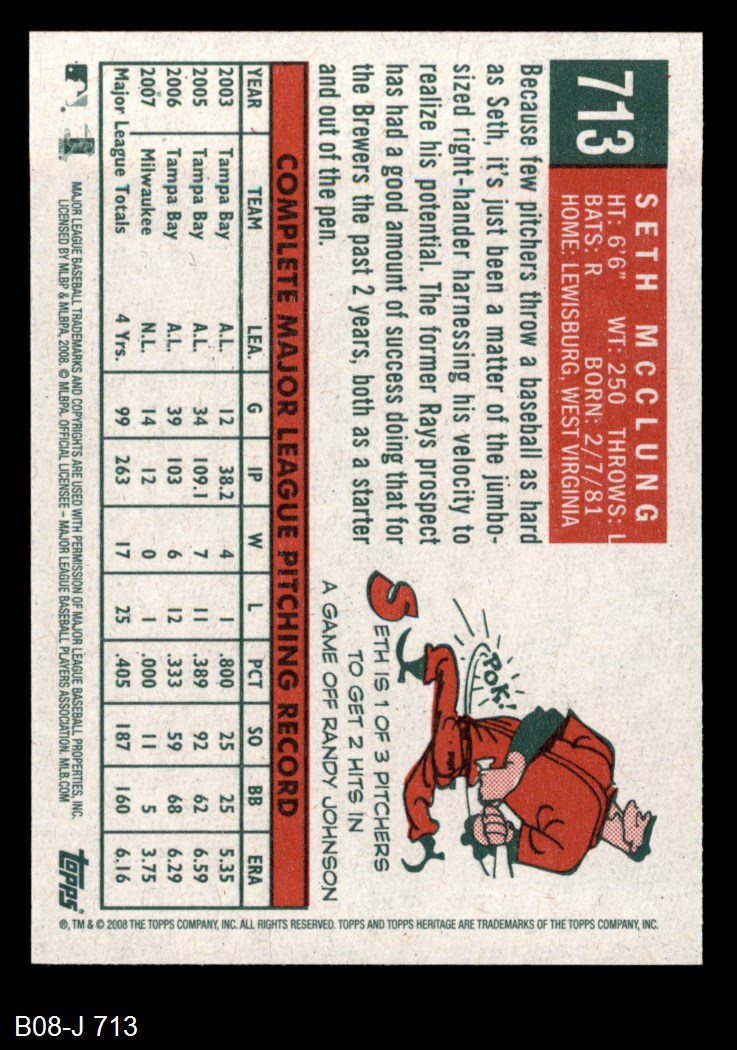 713
SETH MCCLUNG
HT: 6'6" WT: 250 THROWS: L
BATS: R BORN: 2/7/81
HOME: LEWISBURG, WEST VIRGINIA
Because few pitchers throw a baseball as hard
as Seth, it's just been a matter of the jumbo-
sized right-hander harnessing his velocity to
realize his potential. The former Rays prospect
has had a good amount of success doing that for
the Brewers the past 2 years, both as a starter
and out of the pen.
POK!
SETH IS 1 OF 3 PITCHERS
TO GET 2 HITS IN
A GAME OFF RANDY JOHNSON
COMPLETE MAJOR LEAGUE PITCHING RECORD
YEAR TEAM LEA. G IP W L PCT SO BB ERA
2003 Tampa Bay A.L. 12 38.2 4 1 .800 25 25 5.35
2005 Tampa Bay A.L. 34 109.1 7 11 .389 92 62 6.59
2006 Tampa Bay A.L. 39 103 6 12 .333 59 68 6.29
2007 Milwaukee N.L. 14 12 0 1 .000 11 5 3.75
Major League Totals 4 Yrs. 99 263 17 25 .405 187 160 6.16
MAJOR LEAGUE BASEBALL TRADEMARKS AND COPYRIGHTS ARE USED WITH PERMISSION OF MAJOR LEAGUE BASEBALL PROPERTIES, INC.
LICENSED BY MLBP & MLBPA, 2008. © MLBPA. OFFICIAL LICENSEE – MAJOR LEAGUE BASEBALL PLAYERS ASSOCIATION. MLB.COM
topps®
®, TM & © 2008 THE TOPPS COMPANY, INC. ALL RIGHTS RESERVED. TOPPS AND TOPPS HERITAGE ARE TRADEMARKS OF THE TOPPS COMPANY, INC.
B08-J 713